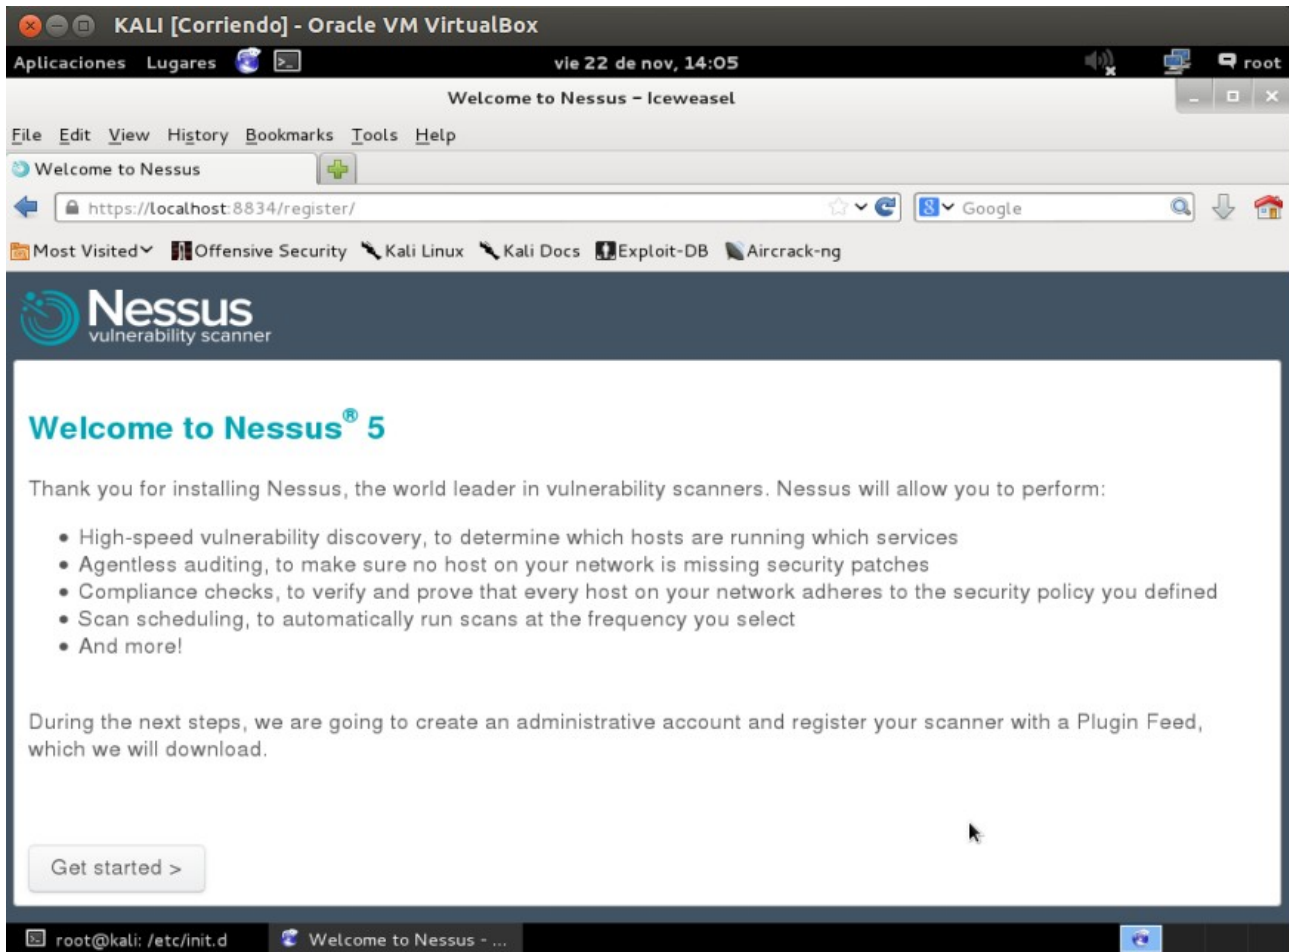 KALI [Corriendo] - Oracle VM VirtualBox
Aplicaciones Lugares vie 22 de nov, 14:05 root
Welcome to Nessus - Iceweasel
File Edit View History Bookmarks Tools Help
Welcome to Nessus
https://localhost:8834/register/ Google
Most Visited Offensive Security Kali Linux Kali Docs Exploit-DB Aircrack-ng
Nessus
vulnerability scanner
Welcome to Nessus® 5
Thank you for installing Nessus, the world leader in vulnerability scanners. Nessus will allow you to perform:
• High-speed vulnerability discovery, to determine which hosts are running which services
• Agentless auditing, to make sure no host on your network is missing security patches
• Compliance checks, to verify and prove that every host on your network adheres to the security policy you defined
• Scan scheduling, to automatically run scans at the frequency you select
• And more!
During the next steps, we are going to create an administrative account and register your scanner with a Plugin Feed,
which we will download.
Get started >
root@kali: /etc/init.d Welcome to Nessus - ...